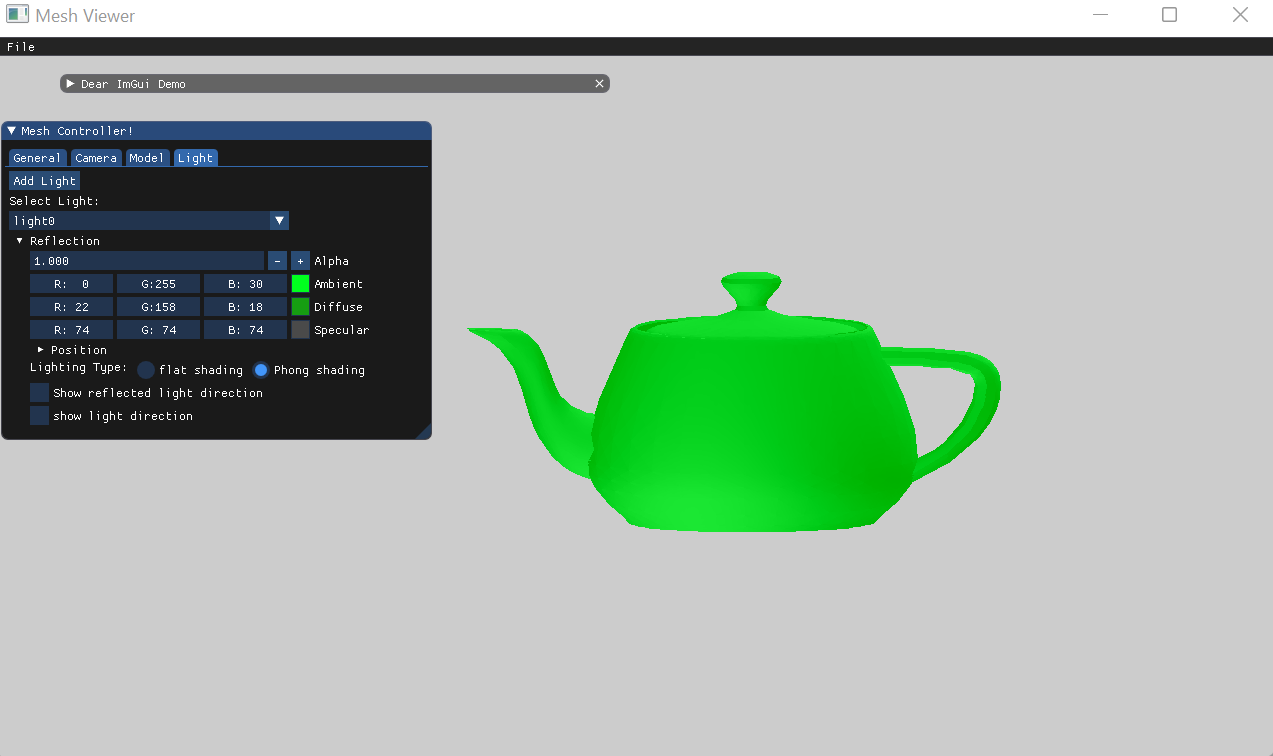 Mesh Viewer
File
Dear ImGui Demo
Mesh Controller!
General Camera Model Light
Add Light
Select Light:
light0
Reflection
1.000 - + Alpha
R: 0 G:255 B: 30 Ambient
R: 22 G:158 B: 18 Diffuse
R: 74 G: 74 B: 74 Specular
Position
Lighting Type: flat shading Phong shading
Show reflected light direction
show light direction